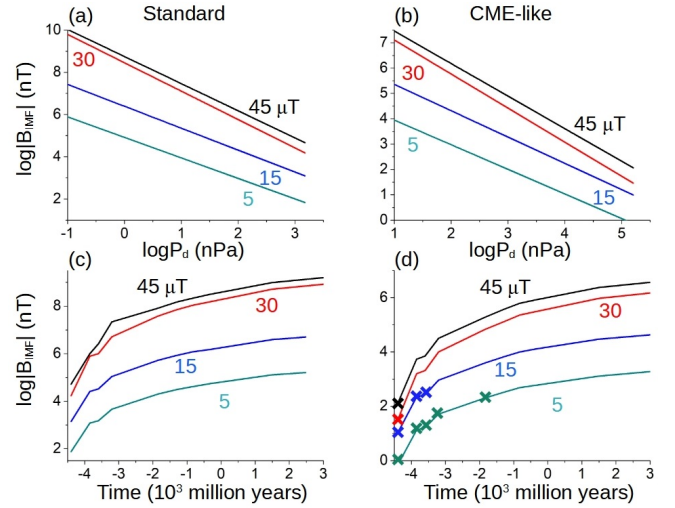 (a) Standard
(b) CME-like
log|B_IMF| (nT)
10
8
6
4
2
30
45 μT
15
5
-1 0 1 2 3
logP_d (nPa)
7
6
5
4
3
2
1
0
30
45 μT
5
15
1 2 3 4 5
logP_d (nPa)
(c)
log|B_IMF| (nT)
8
6
4
2
45 μT
30
15
5
-4 -3 -2 -1 0 1 2 3
Time (10³ million years)
(d)
6
4
2
0
45 μT
30
15
5
-4 -3 -2 -1 0 1 2 3
Time (10³ million years)